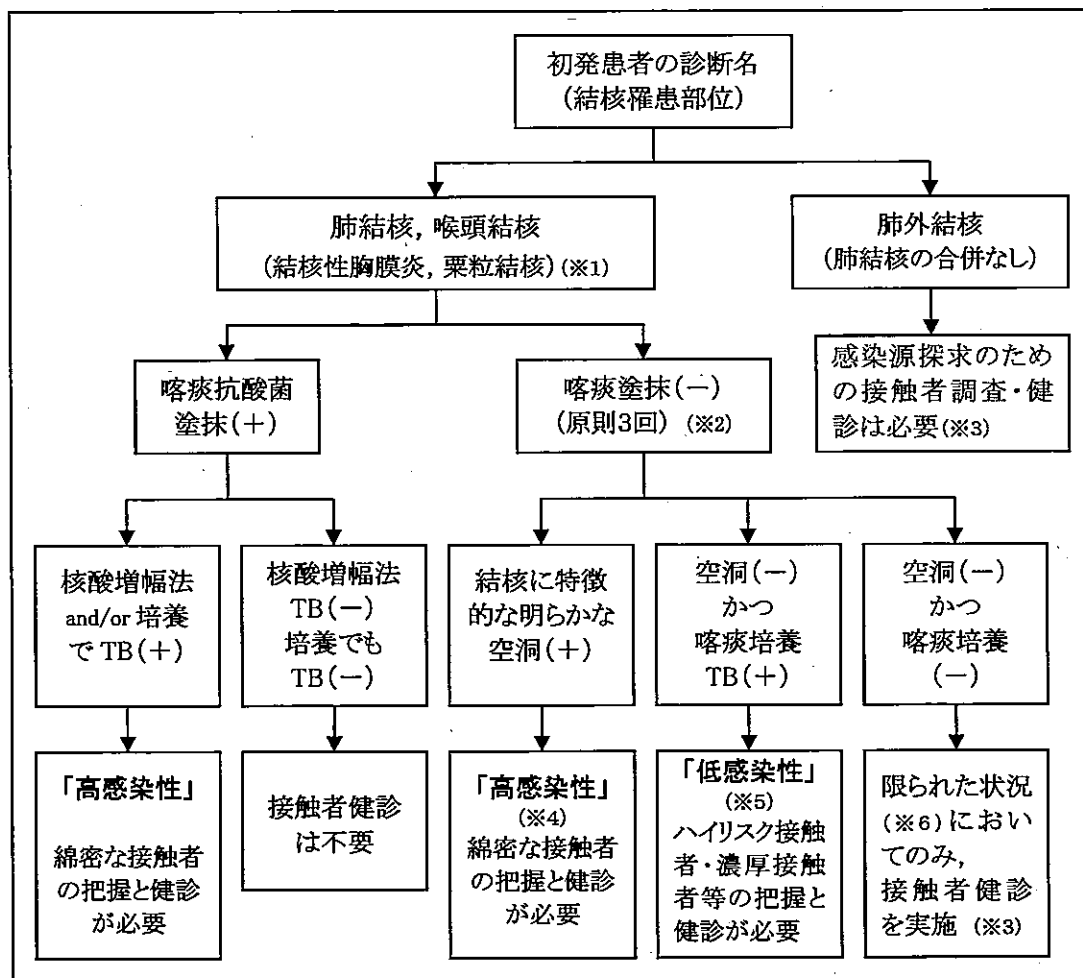 初発患者の診断名
(結核罹患部位)
肺結核, 喉頭結核
(結核性胸膜炎, 粟粒結核)(※1)
肺外結核
(肺結核の合併なし)
喀痰抗酸菌
塗抹(+)
喀痰塗抹(-)
(原則3回) (※2)
感染源探求のため
の接触者調査・健
診は必要(※3)
核酸増幅法
and/or 培養
で TB(+)
核酸増幅法
TB(-)
培養でも
TB(-)
結核に特徴
的な明らかな
空洞(+)
空洞(-)
かつ
喀痰培養
TB(+)
空洞(-)
かつ
喀痰培養
(-)
「高感染性」
綿密な接触者
の把握と健診
が必要
接触者健診
は不要
「高感染性」
(※4)
綿密な接触者
の把握と健診
が必要
「低感染性」
(※5)
ハイリスク接触
者・濃厚接触
者等の把握と
健診が必要
限られた状況
(※6)におい
てのみ,
接触者健診
を実施 (※3)